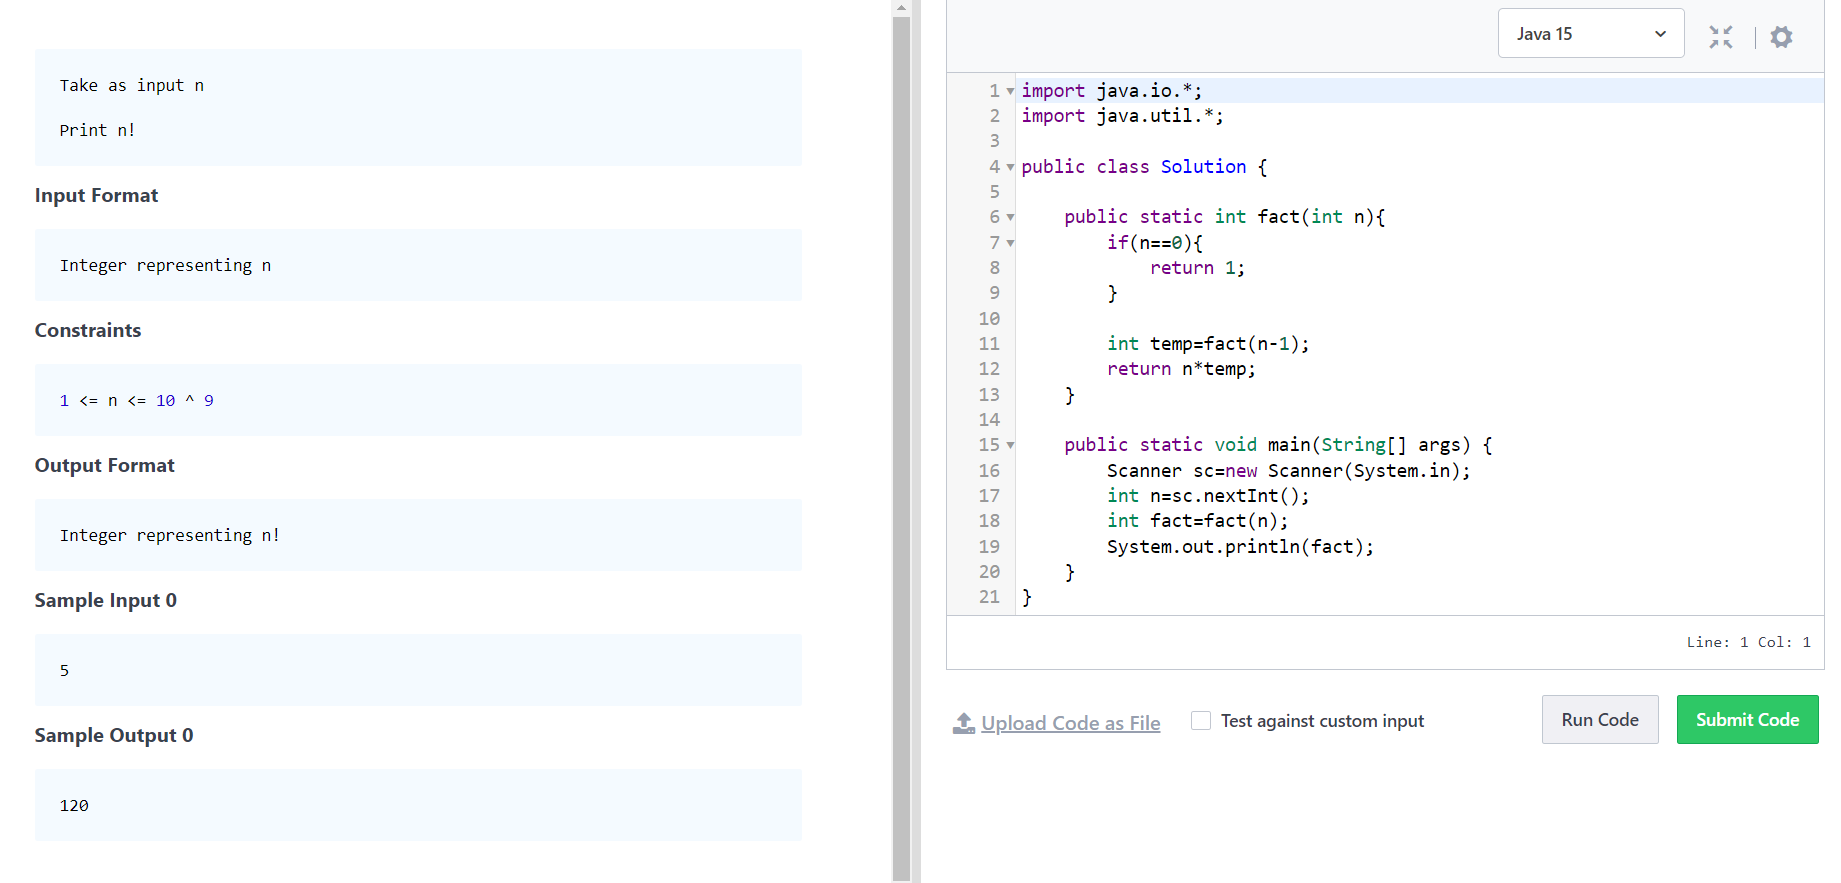 Take as input n
Print n!
Input Format
Integer representing n
Constraints
1 <= n <= 10 ^ 9
Output Format
Integer representing n!
Sample Input 0
5
Sample Output 0
120
Java 15
1 import java.io.*;
2 import java.util.*;
3
4 public class Solution {
5
6     public static int fact(int n){
7         if(n==0){
8             return 1;
9         }
10
11         int temp=fact(n-1);
12         return n*temp;
13     }
14
15     public static void main(String[] args) {
16         Scanner sc=new Scanner(System.in);
17         int n=sc.nextInt();
18         int fact=fact(n);
19         System.out.println(fact);
20     }
21 }
Line: 1 Col: 1
Upload Code as File
Test against custom input
Run Code
Submit Code